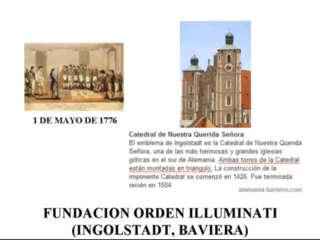 1 DE MAYO DE 1776
Catedral de Nuestra Querida Señora
El emblema de Ingolstadt es la Catedral de Nuestra Querida
Señora, una de las más hermosas y grandes iglesias
góticas en el sur de Alemania. Ambas torres de la Catedral
están montadas en triangulo. La construcción de la
imponente Catedral se comenzó en 1426. Fue terminada
recién en 1504
alemania-turismo.com
FUNDACION ORDEN ILLUMINATI
(INGOLSTADT, BAVIERA)